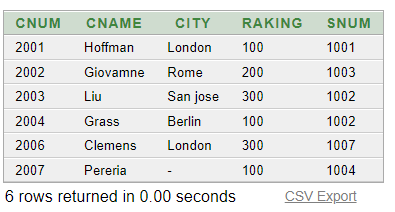 CNUM CNAME CITY RAKING SNUM
2001 Hoffman London 100 1001
2002 Giovamne Rome 200 1003
2003 Liu San jose 300 1002
2004 Grass Berlin 100 1002
2006 Clemens London 300 1007
2007 Pereria - 100 1004
6 rows returned in 0.00 seconds CSV Export